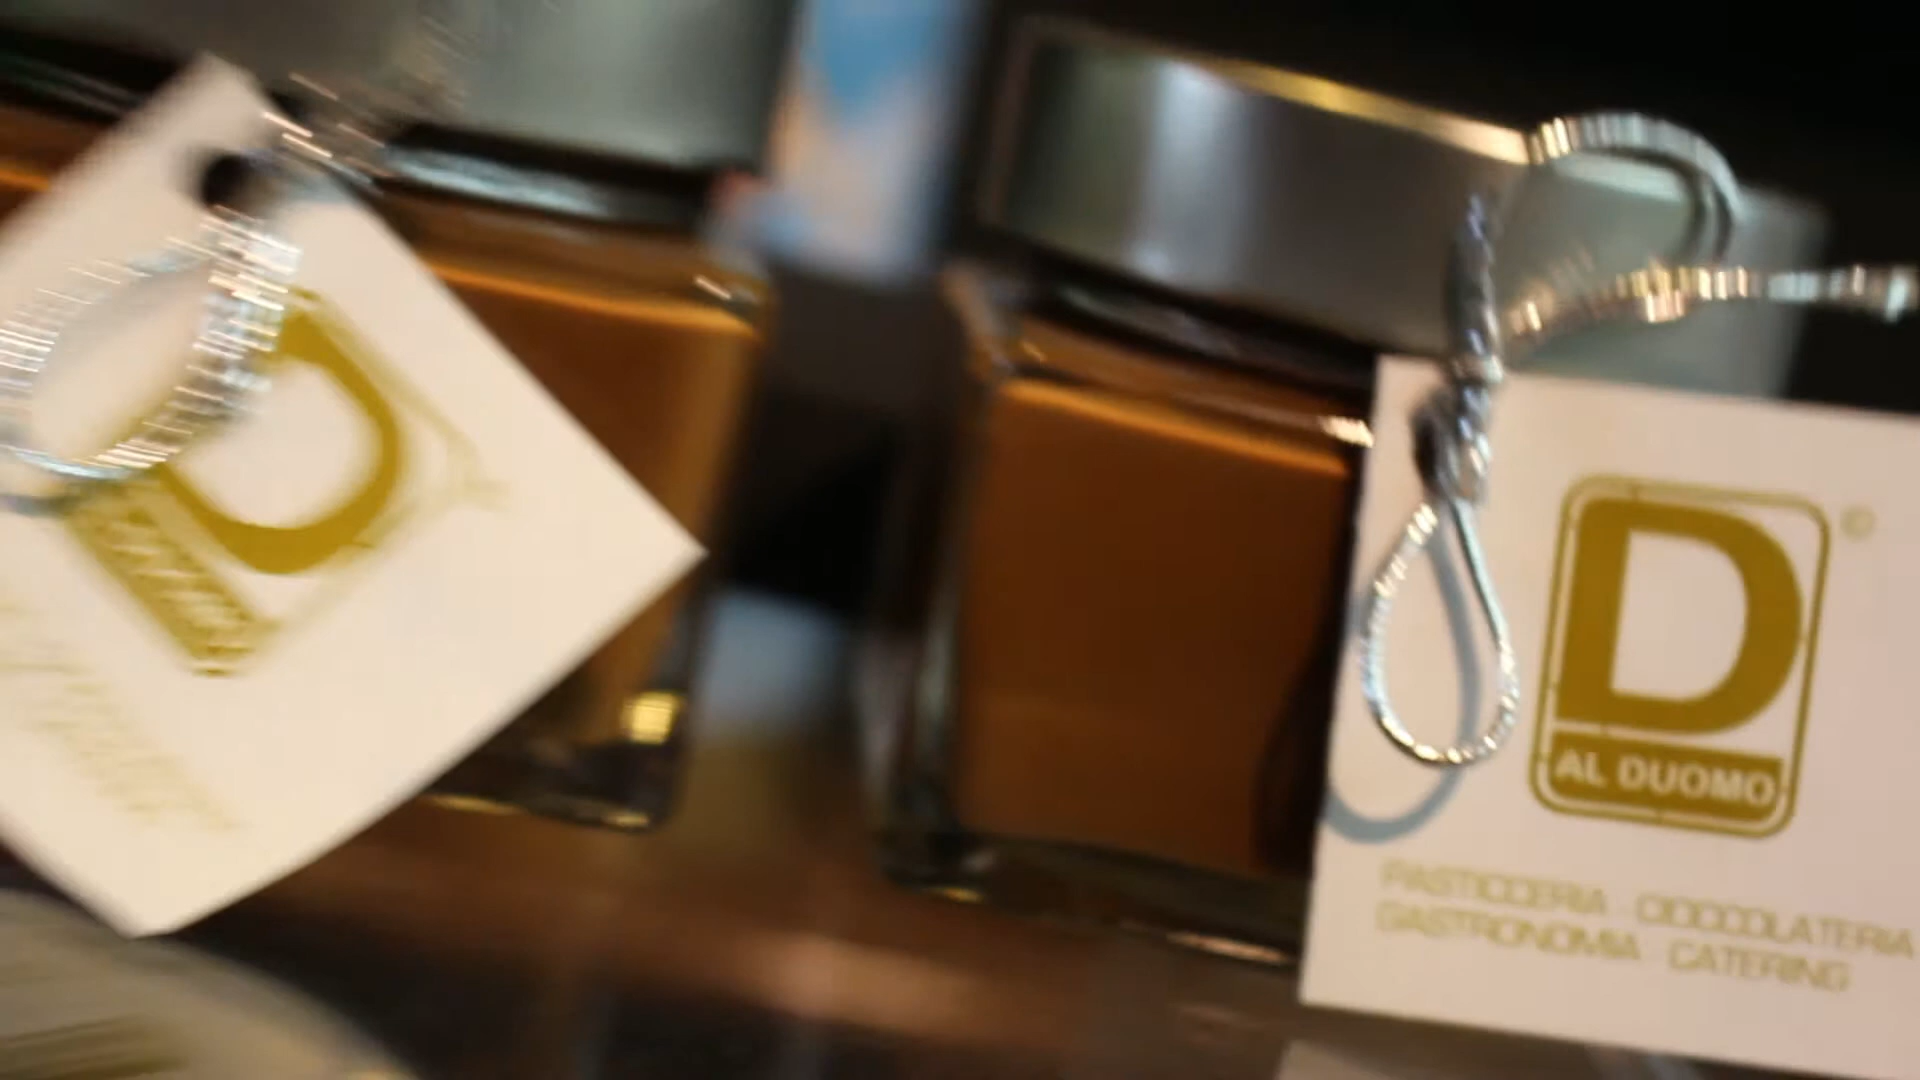 D
D
©
AL DUOMO
PASTICCERIA CIOCCOLATERIA
GASTRONOMIA CATERING